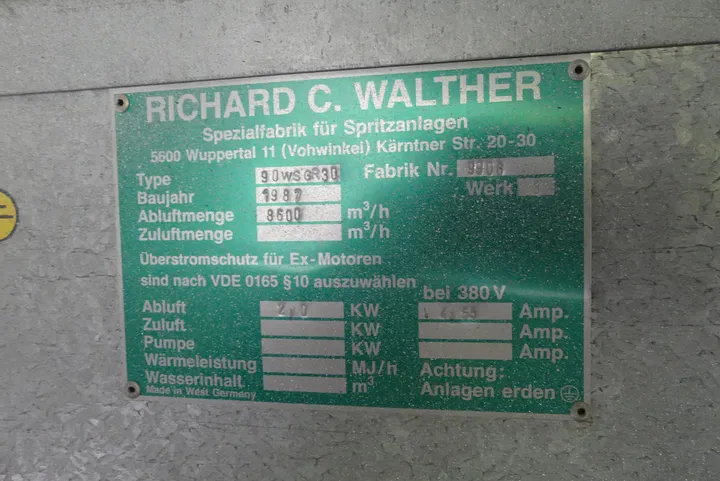 RICHARD C. WALTHER
Spezialfabrik für Spritzanlagen
5600 Wuppertal 11 (Vohwinkel) Kärntner Str. 20-30
Type 90WSGR30 Fabrik Nr.
Baujahr 1987 Werk
Abluftmenge 8600 m³/h
Zuluftmenge m³/h
Überstromschutz für Ex-Motoren
sind nach VDE 0165 §10 auszuwählen bei 380 V
Abluft KW Amp.
Zuluft KW Amp.
Pumpe KW Amp.
Wärmeleistung MJ/h Achtung:
Wasserinhalt m³ Anlagen erden
Made in West Germany